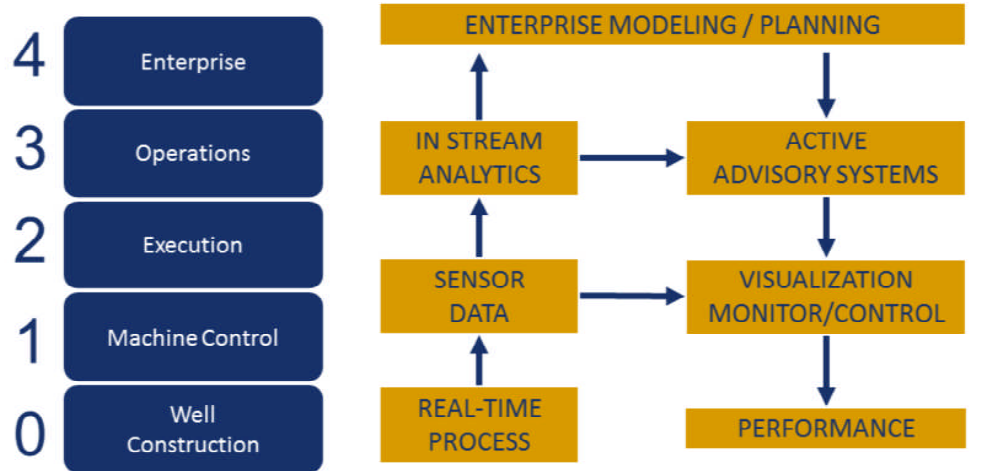 4
Enterprise
3
Operations
2
Execution
1
Machine Control
0
Well
Construction
ENTERPRISE MODELING / PLANNING
IN STREAM
ANALYTICS
ACTIVE
ADVISORY SYSTEMS
SENSOR
DATA
VISUALIZATION
MONITOR/CONTROL
REAL-TIME
PROCESS
PERFORMANCE